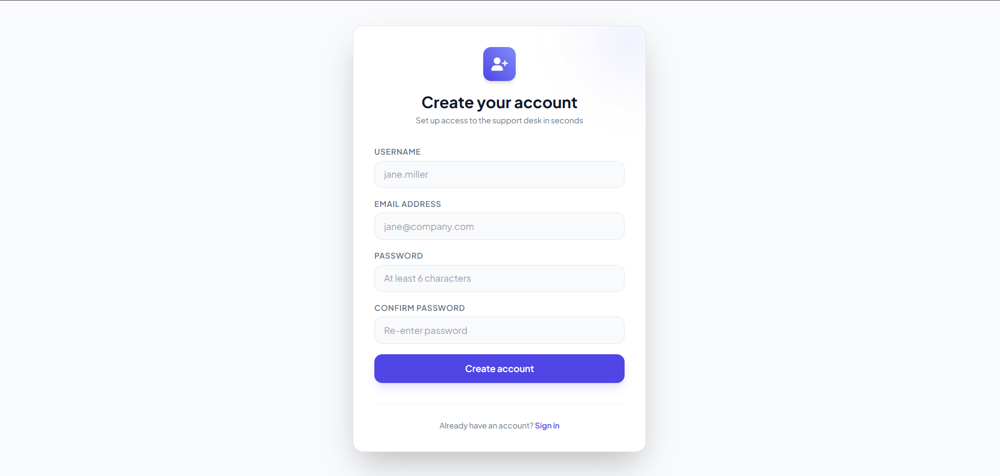 Create your account
Set up access to the support desk in seconds
USERNAME
jane.miller
EMAIL ADDRESS
jane@company.com
PASSWORD
At least 6 characters
CONFIRM PASSWORD
Re-enter password
Create account
Already have an account? Sign in